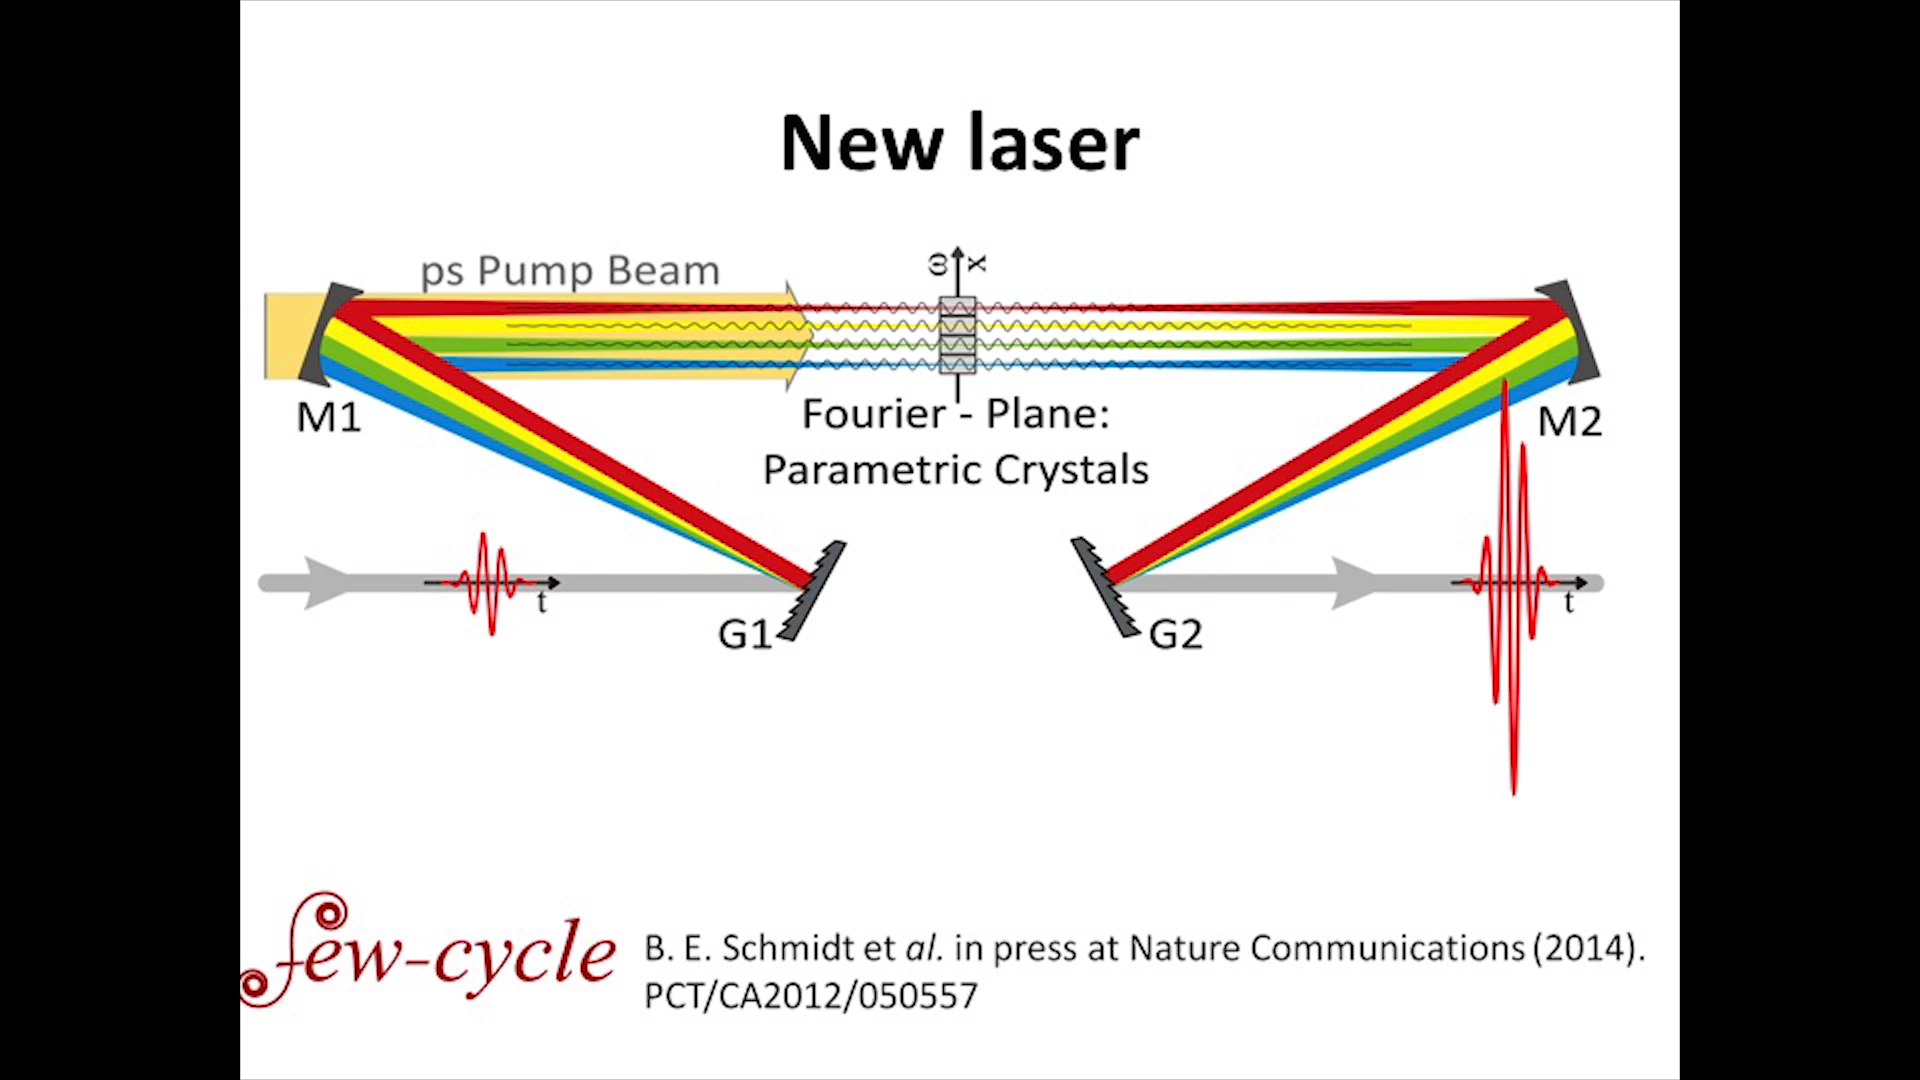 New laser
ps Pump Beam
ω x
M1
M2
Fourier - Plane:
Parametric Crystals
t
t
G1
G2
few-cycle
B. E. Schmidt et al. in press at Nature Communications (2014).
PCT/CA2012/050557